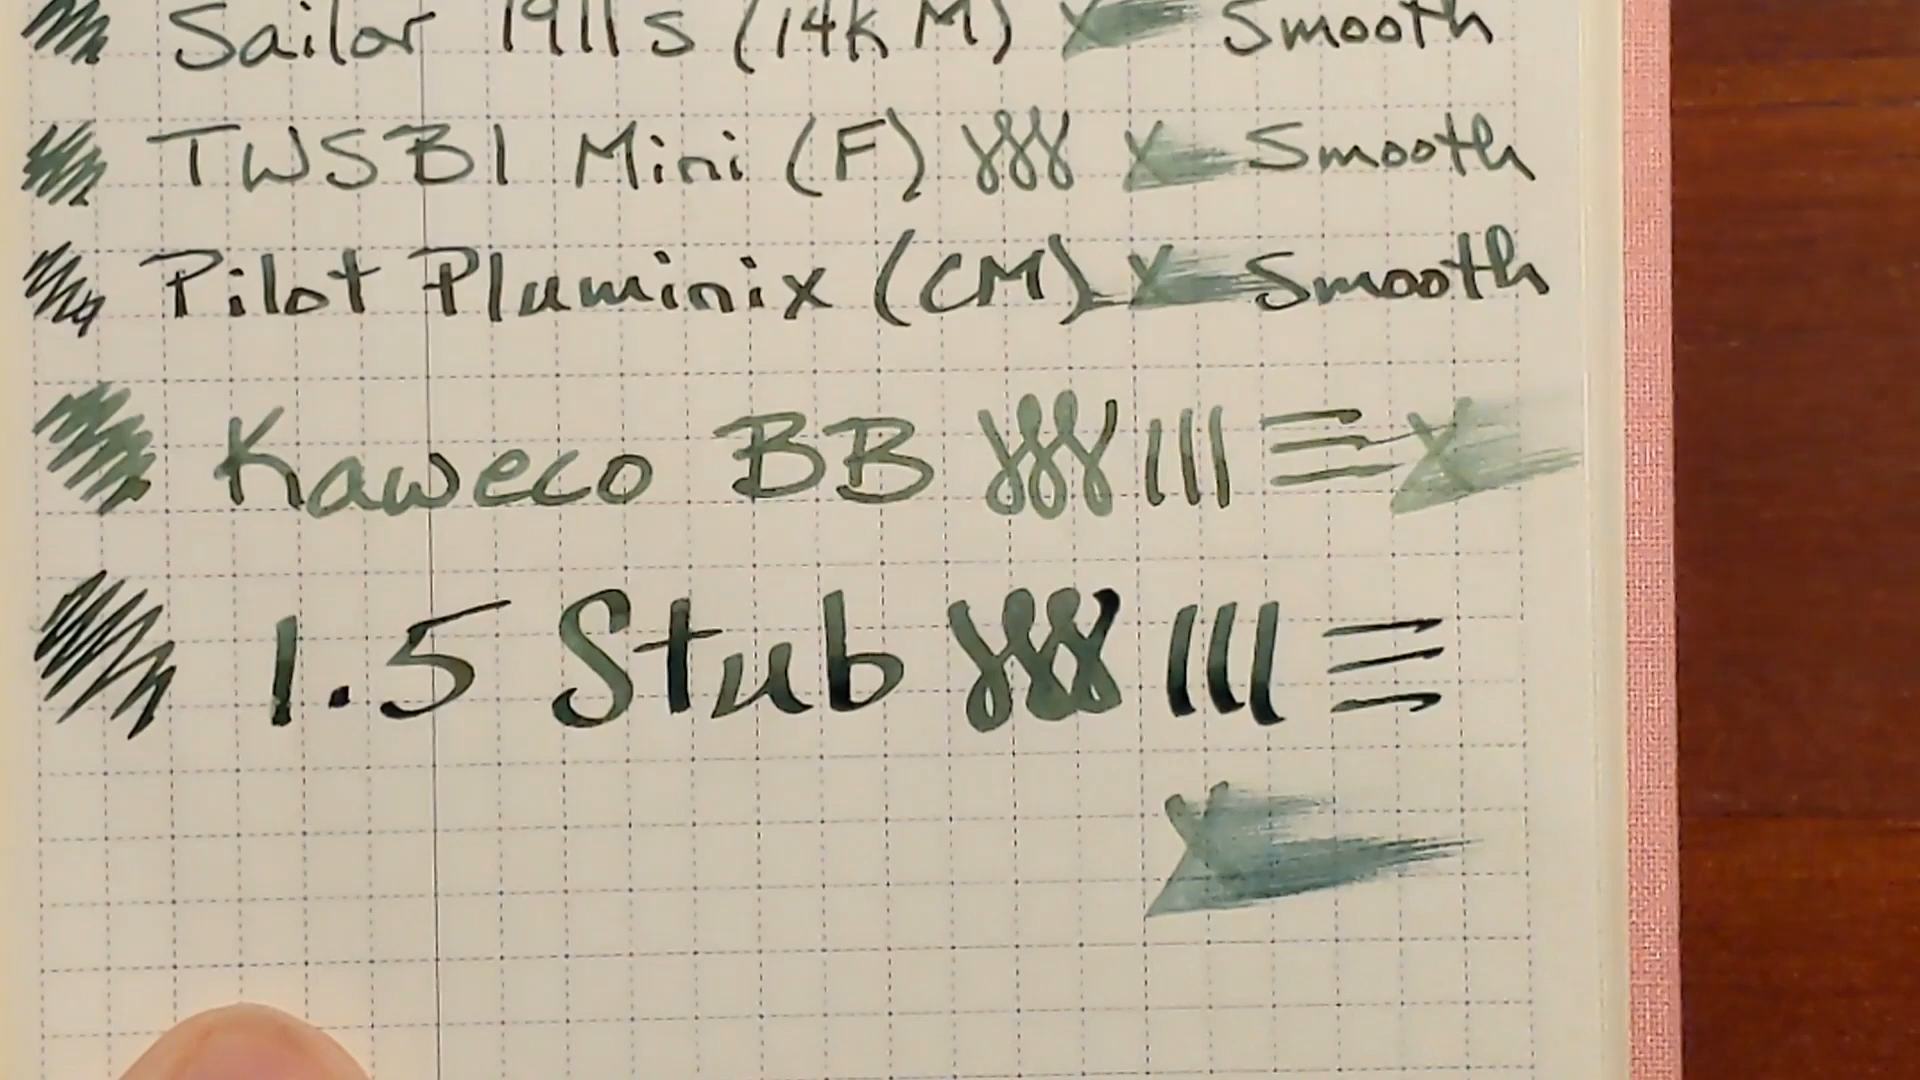 Sailor 1911s (14K M) Smooth
TWSBI Mini (F) Smooth
Pilot Pluminix (CM) Smooth
Kaweco BB
1.5 Stub